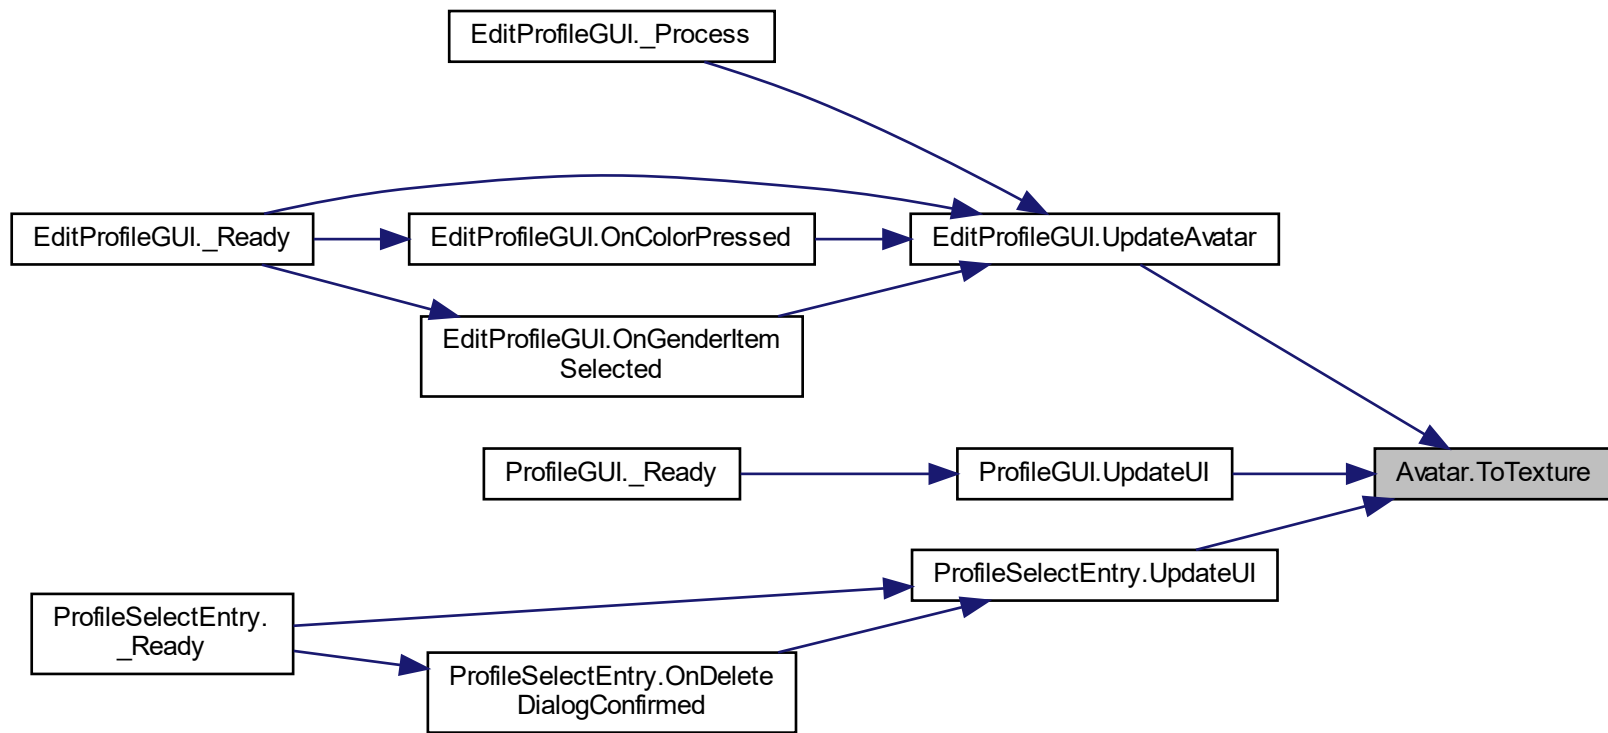 EditProfileGUI._Process
EditProfileGUI._Ready
EditProfileGUI.OnColorPressed
EditProfileGUI.UpdateAvatar
EditProfileGUI.OnGenderItem
Selected
ProfileGUI._Ready
ProfileGUI.UpdateUI
Avatar.ToTexture
ProfileSelectEntry.UpdateUI
ProfileSelectEntry.
_Ready
ProfileSelectEntry.OnDelete
DialogConfirmed